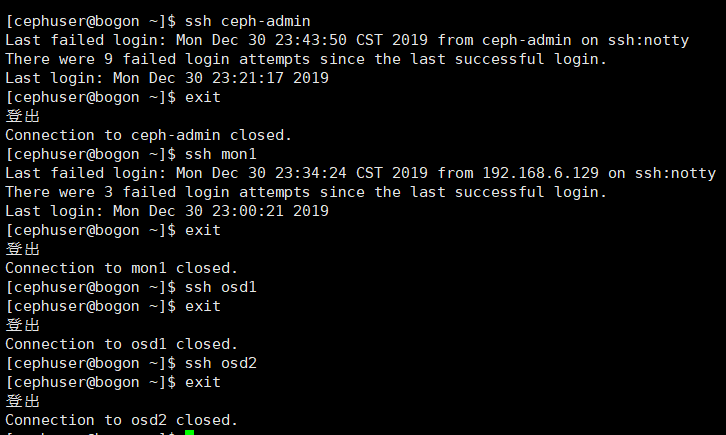 [cephuser@bogon ~]$ ssh ceph-admin
Last failed login: Mon Dec 30 23:43:50 CST 2019 from ceph-admin on ssh:notty
There were 9 failed login attempts since the last successful login.
Last login: Mon Dec 30 23:21:17 2019
[cephuser@bogon ~]$ exit
登出
Connection to ceph-admin closed.
[cephuser@bogon ~]$ ssh mon1
Last failed login: Mon Dec 30 23:34:24 CST 2019 from 192.168.6.129 on ssh:notty
There were 3 failed login attempts since the last successful login.
Last login: Mon Dec 30 23:00:21 2019
[cephuser@bogon ~]$ exit
登出
Connection to mon1 closed.
[cephuser@bogon ~]$ ssh osd1
[cephuser@bogon ~]$ exit
登出
Connection to osd1 closed.
[cephuser@bogon ~]$ ssh osd2
[cephuser@bogon ~]$ exit
登出
Connection to osd2 closed.
[cephuser@bogon ~]$